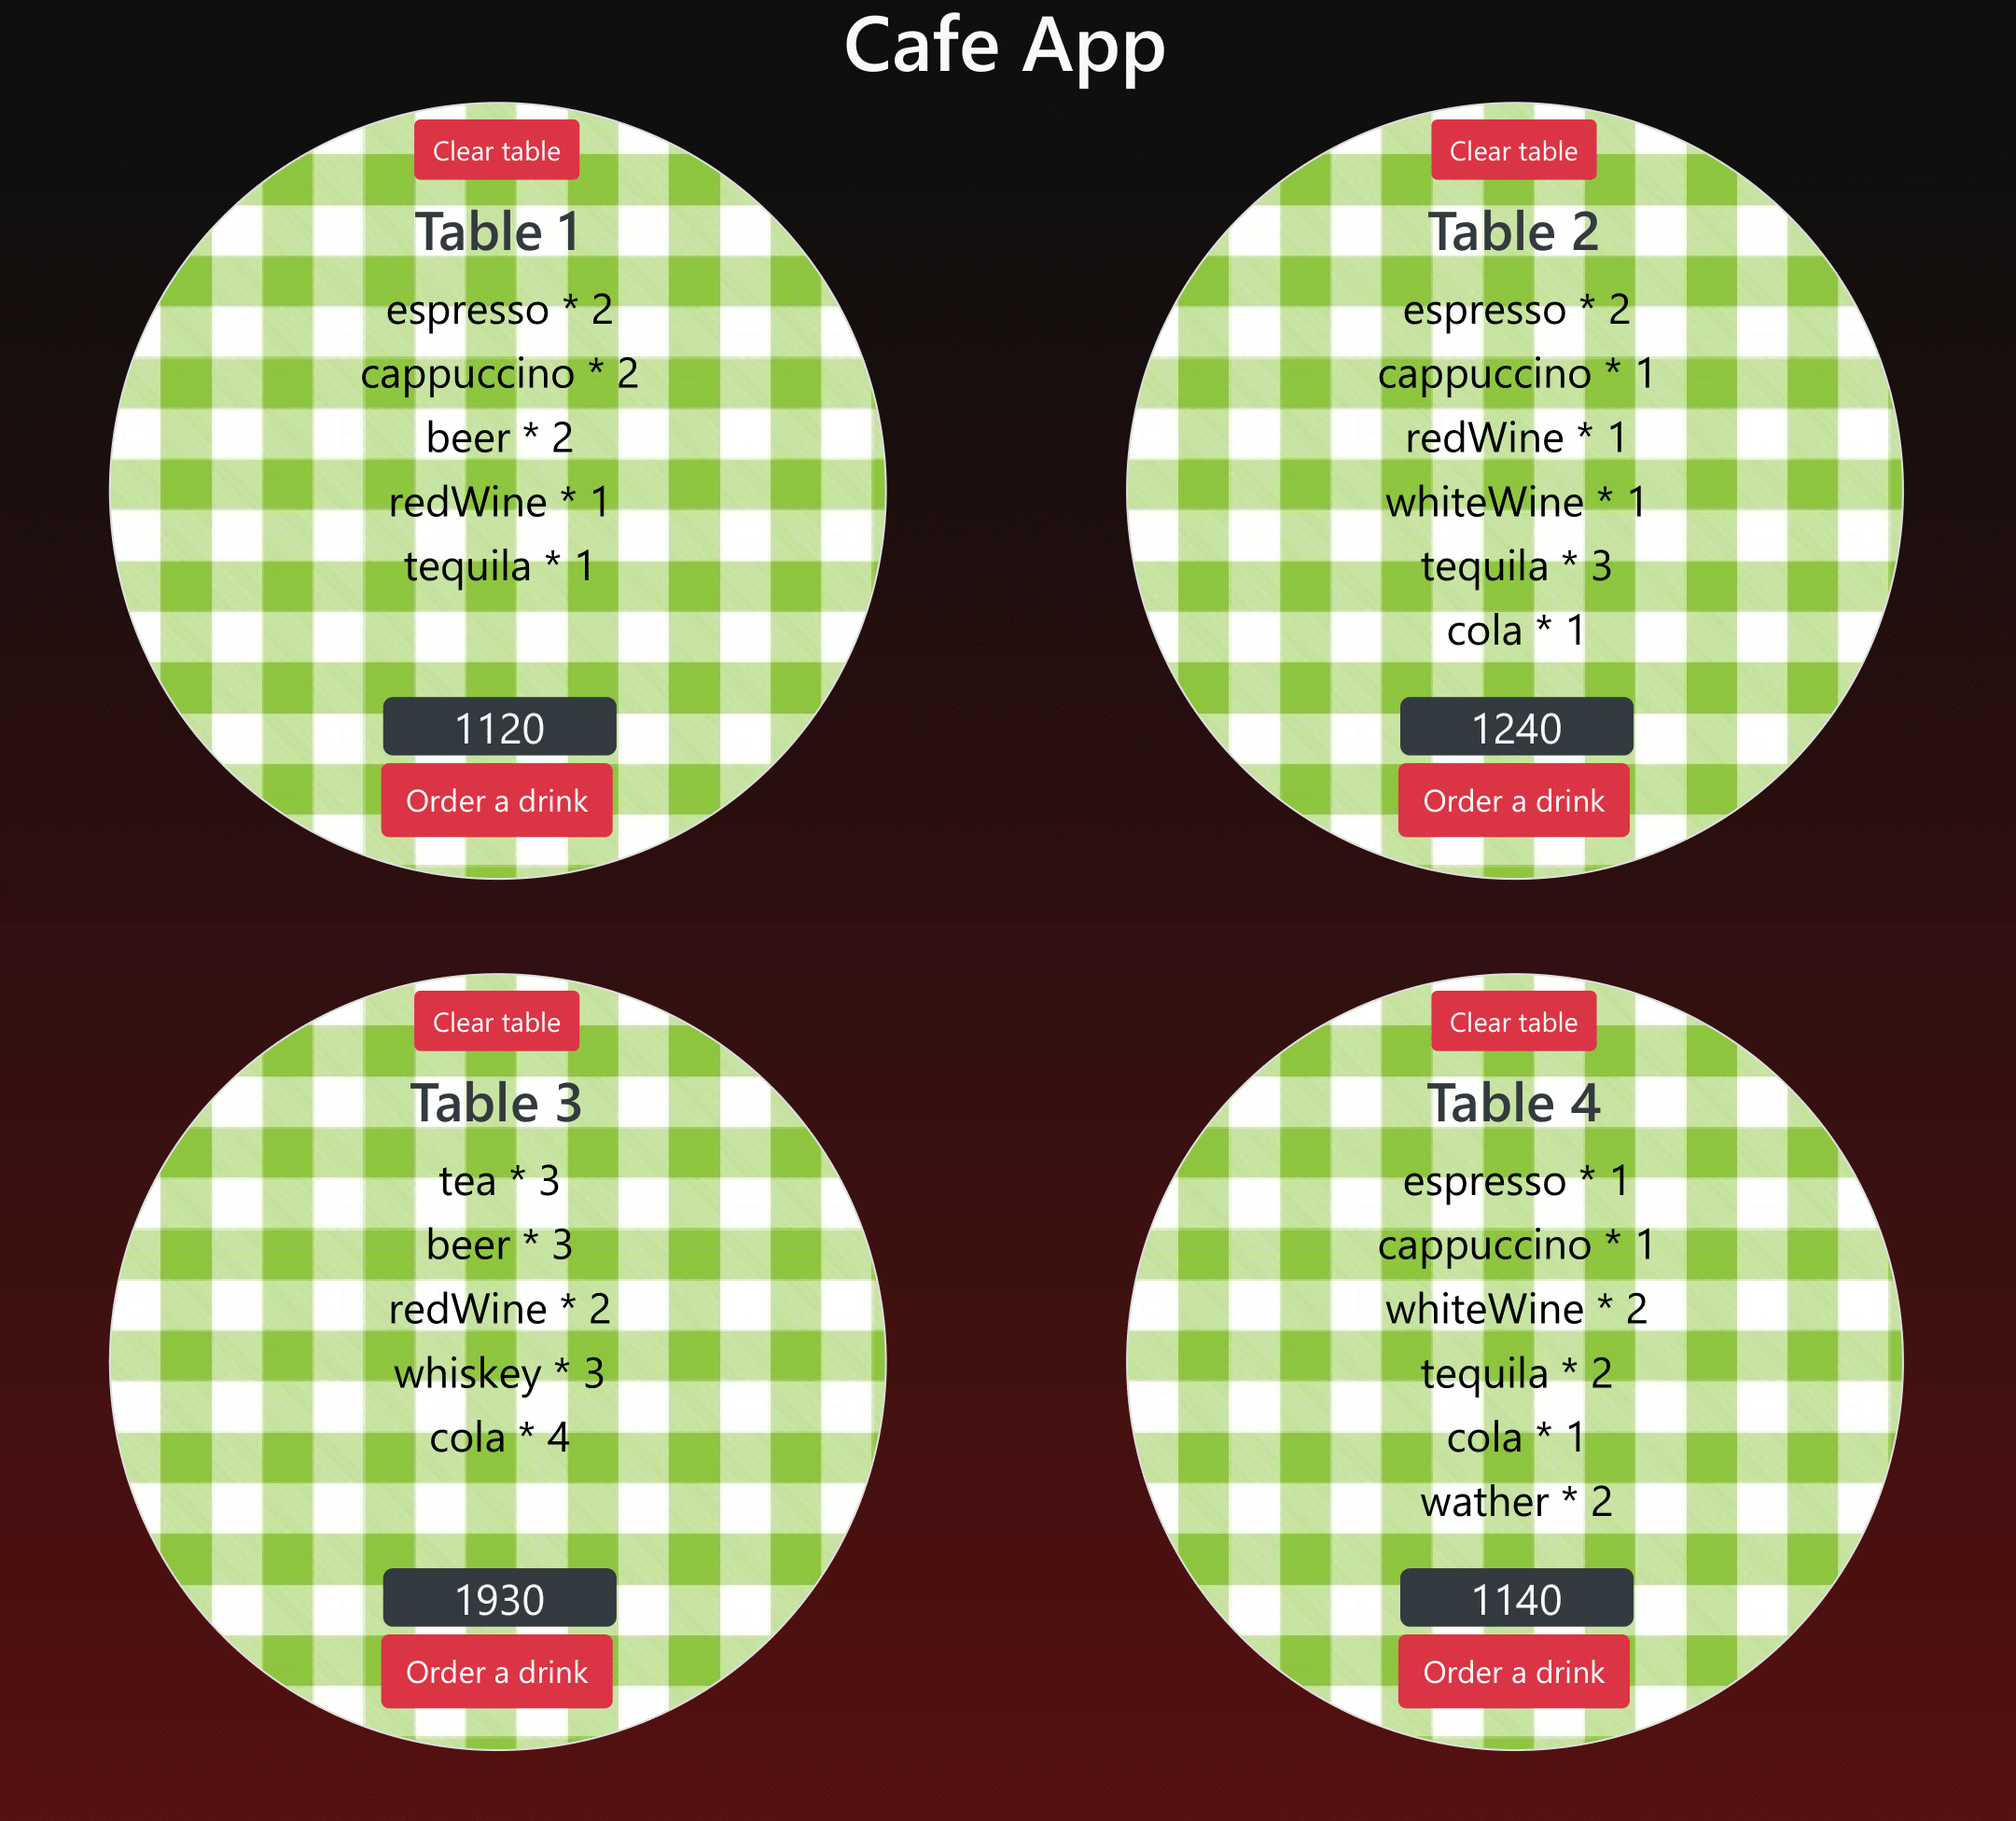 Cafe App
Clear table
Table 1
espresso * 2
cappuccino * 2
beer * 2
redWine * 1
tequila * 1
1120
Order a drink
Clear table
Table 2
espresso * 2
cappuccino * 1
redWine * 1
whiteWine * 1
tequila * 3
cola * 1
1240
Order a drink
Clear table
Table 3
tea * 3
beer * 3
redWine * 2
whiskey * 3
cola * 4
1930
Order a drink
Clear table
Table 4
espresso * 1
cappuccino * 1
whiteWine * 2
tequila * 2
cola * 1
wather * 2
1140
Order a drink